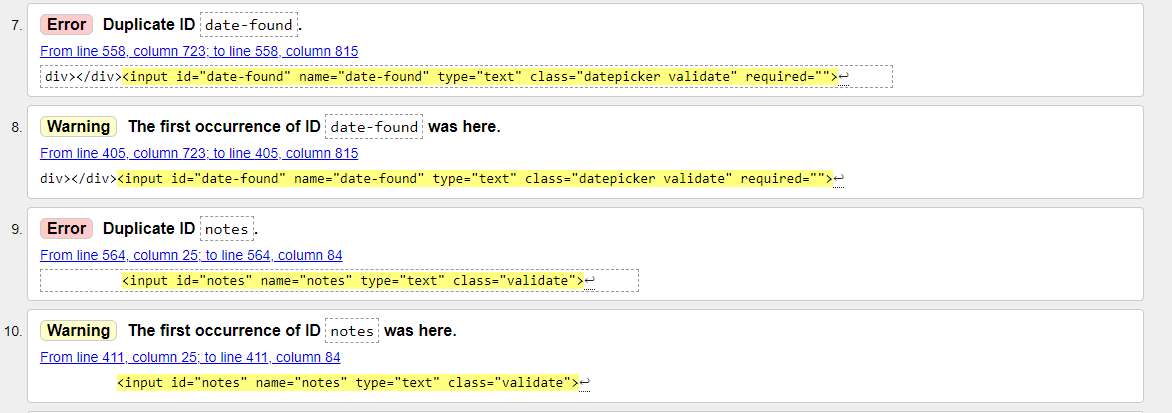 7. Error Duplicate ID date-found.
From line 558, column 723; to line 558, column 815
div></div><input id="date-found" name="date-found" type="text" class="datepicker validate" required="">↩
8. Warning The first occurrence of ID date-found was here.
From line 405, column 723; to line 405, column 815
div></div><input id="date-found" name="date-found" type="text" class="datepicker validate" required="">↩
9. Error Duplicate ID notes.
From line 564, column 25; to line 564, column 84
<input id="notes" name="notes" type="text" class="validate">↩
10. Warning The first occurrence of ID notes was here.
From line 411, column 25; to line 411, column 84
<input id="notes" name="notes" type="text" class="validate">↩